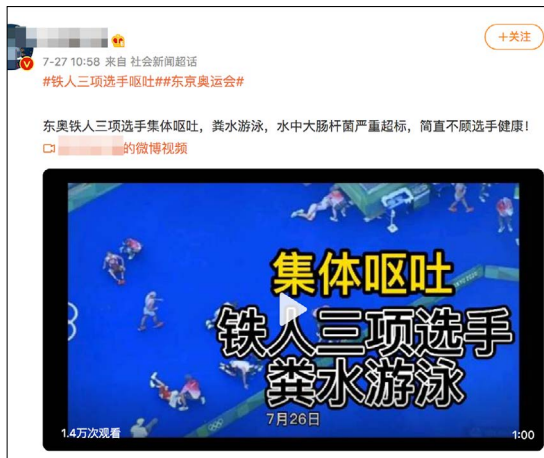 +关注
7-27 10:58 来自 社会新闻超话
#铁人三项选手呕吐##东京奥运会#
东奥铁人三项选手集体呕吐，粪水游泳，水中大肠杆菌严重超标，简直不顾选手健康！
的微博视频
集体呕吐
铁人三项选手
粪水游泳
7月26日
1.4万次观看
1:00